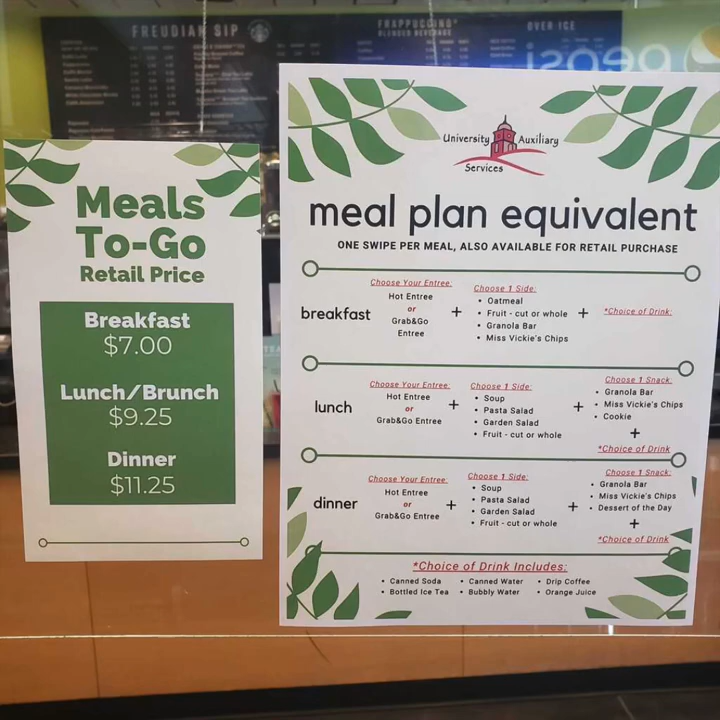 FREUDIAN SIP
FRAPPUCCINO®
BLENDED BEVERAGE
OVER ICE
pepsi
Meals
To-Go
Retail Price
Breakfast
$7.00
Lunch/Brunch
$9.25
Dinner
$11.25
University Auxiliary
Services
meal plan equivalent
ONE SWIPE PER MEAL, ALSO AVAILABLE FOR RETAIL PURCHASE
breakfast
Choose Your Entree:
Hot Entree
or
Grab&Go
Entree
+
Choose 1 Side:
• Oatmeal
• Fruit - cut or whole
• Granola Bar
• Miss Vickie's Chips
+
*Choice of Drink:
lunch
Choose Your Entree:
Hot Entree
or
Grab&Go Entree
+
Choose 1 Side:
• Soup
• Pasta Salad
• Garden Salad
• Fruit - cut or whole
+
Choose 1 Snack:
• Granola Bar
• Miss Vickie's Chips
• Cookie
+
*Choice of Drink
dinner
Choose Your Entree:
Hot Entree
or
Grab&Go Entree
+
Choose 1 Side:
• Soup
• Pasta Salad
• Garden Salad
• Fruit - cut or whole
+
Choose 1 Snack:
• Granola Bar
• Miss Vickie's Chips
• Dessert of the Day
+
*Choice of Drink
*Choice of Drink Includes:
• Canned Soda • Canned Water • Drip Coffee
• Bottled Ice Tea • Bubbly Water • Orange Juice